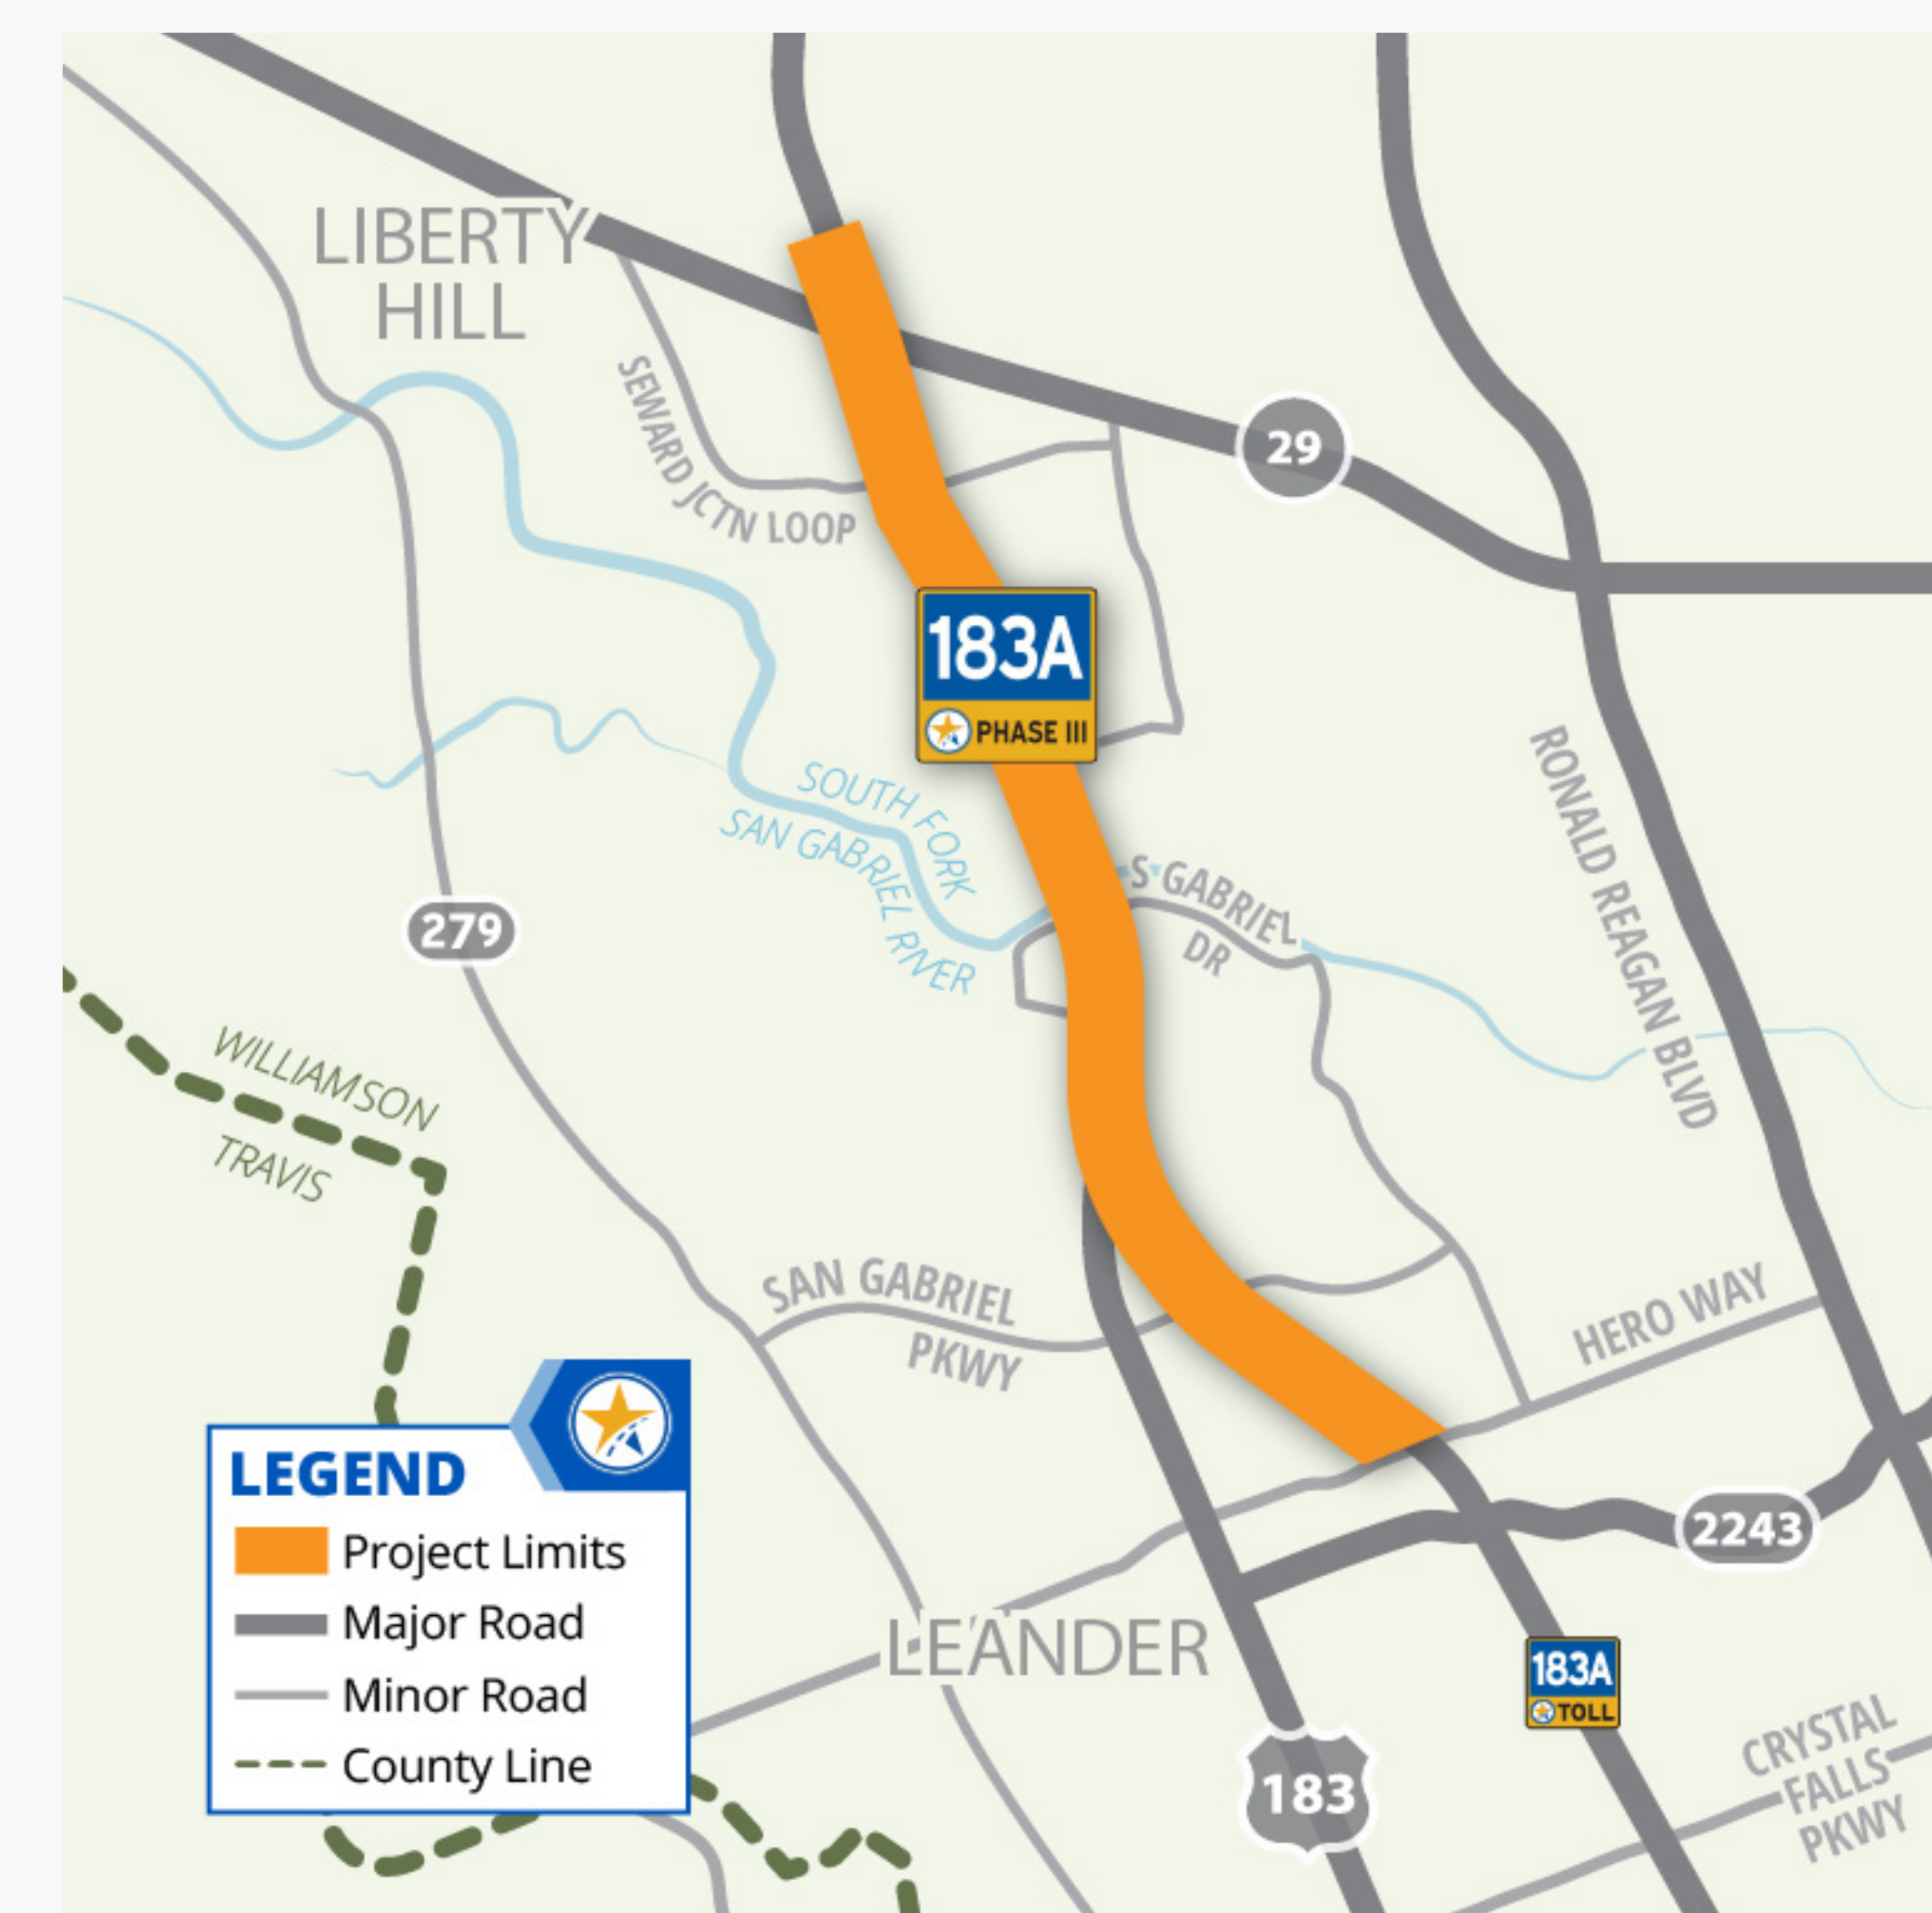 LIBERTY
HILL
SEWARD JCTN LOOP
29
183A
PHASE III
SOUTH FORK
SAN GABRIEL RIVER
S GABRIEL
DR
RONALD REAGAN BLVD
279
WILLIAMSON
TRAVIS
SAN GABRIEL
PKWY
HERO WAY
2243
LEANDER
183A
TOLL
183
CRYSTAL
FALLS
PKWY
LEGEND
Project Limits
Major Road
Minor Road
County Line